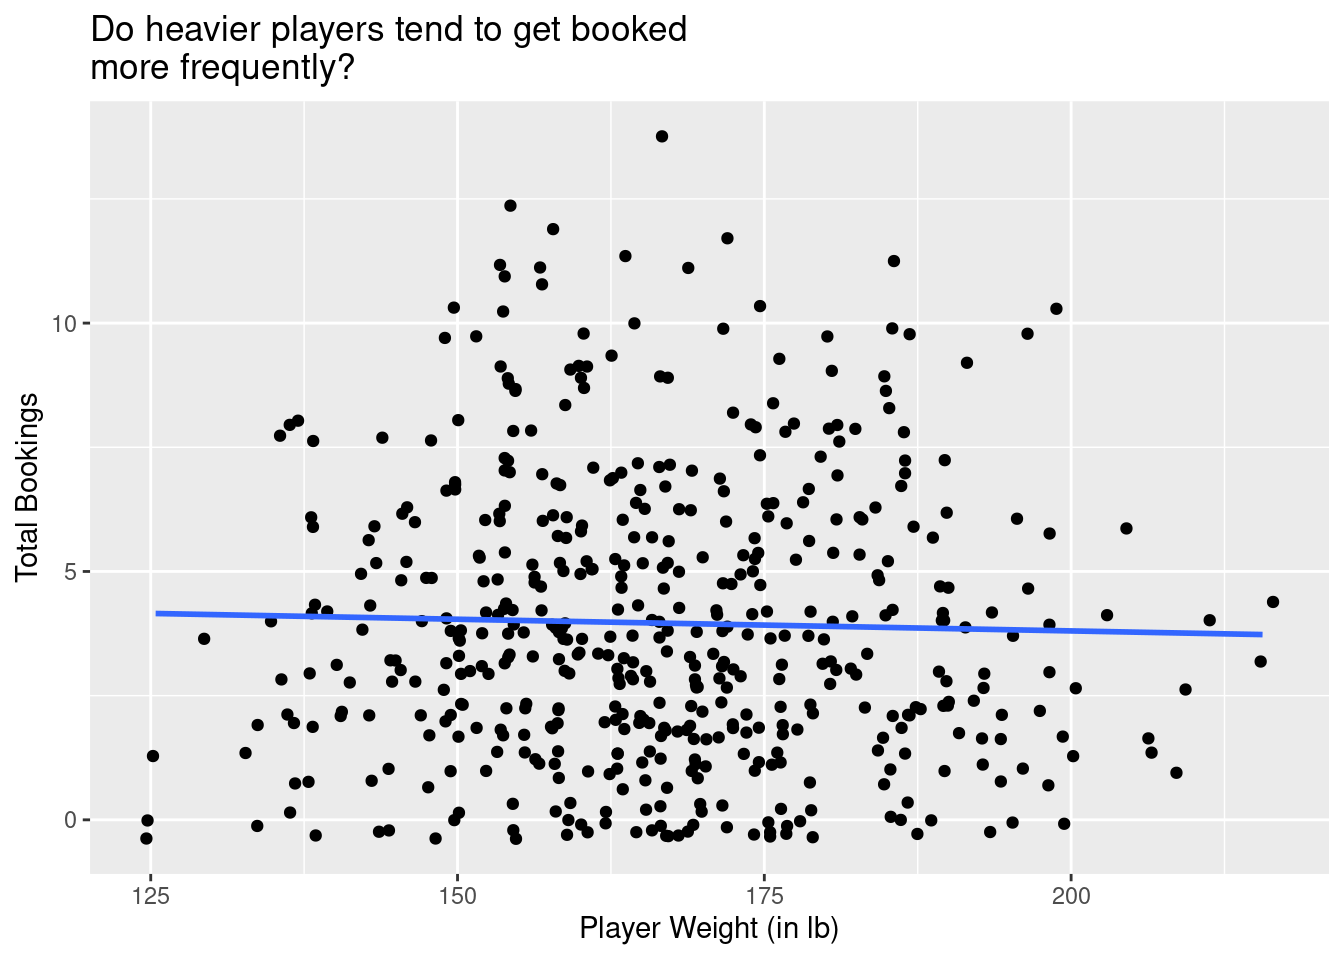 Do heavier players tend to get booked
more frequently?
Total Bookings
10
5
0
125
150
175
200
Player Weight (in lb)